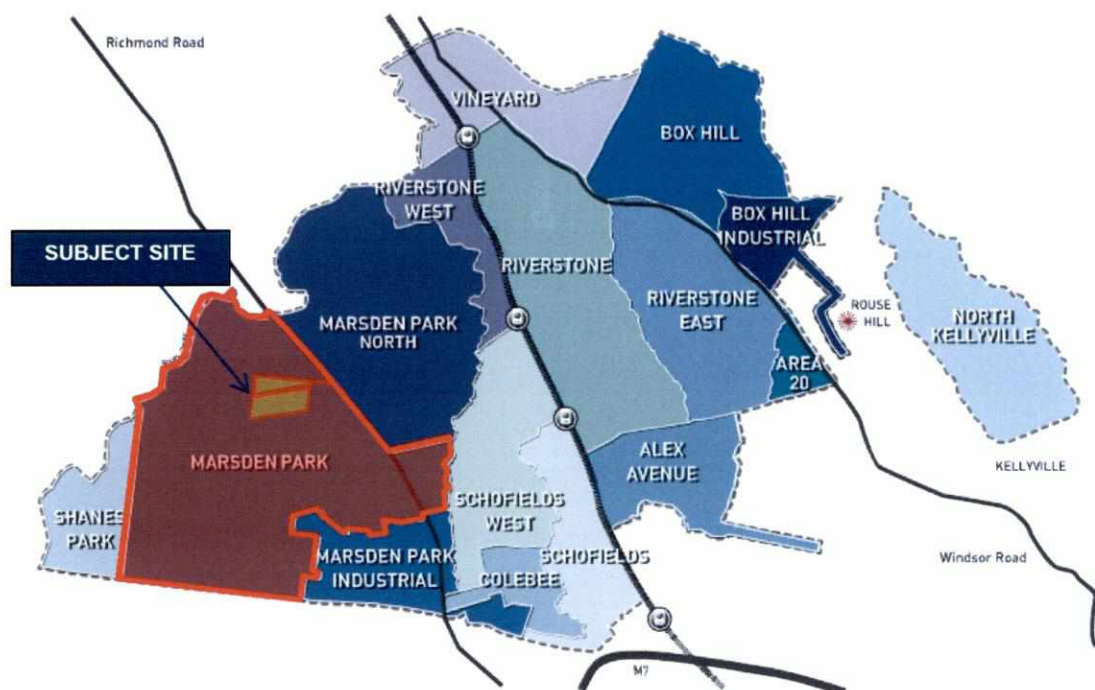 Richmond Road
VINEYARD
BOX HILL
RIVERSTONE
WEST
BOX HILL
INDUSTRIAL
SUBJECT SITE
RIVERSTONE
RIVERSTONE
EAST
ROUSE
HILL
NORTH
KELLYVILLE
MARSDEN PARK
NORTH
AREA
20
MARSDEN PARK
ALEX
AVENUE
KELLYVILLE
SHANES
PARK
SCHOFIELDS
WEST
MARSDEN PARK
INDUSTRIAL
SCHOFIELDS
COLEBEE
Windsor Road
M7